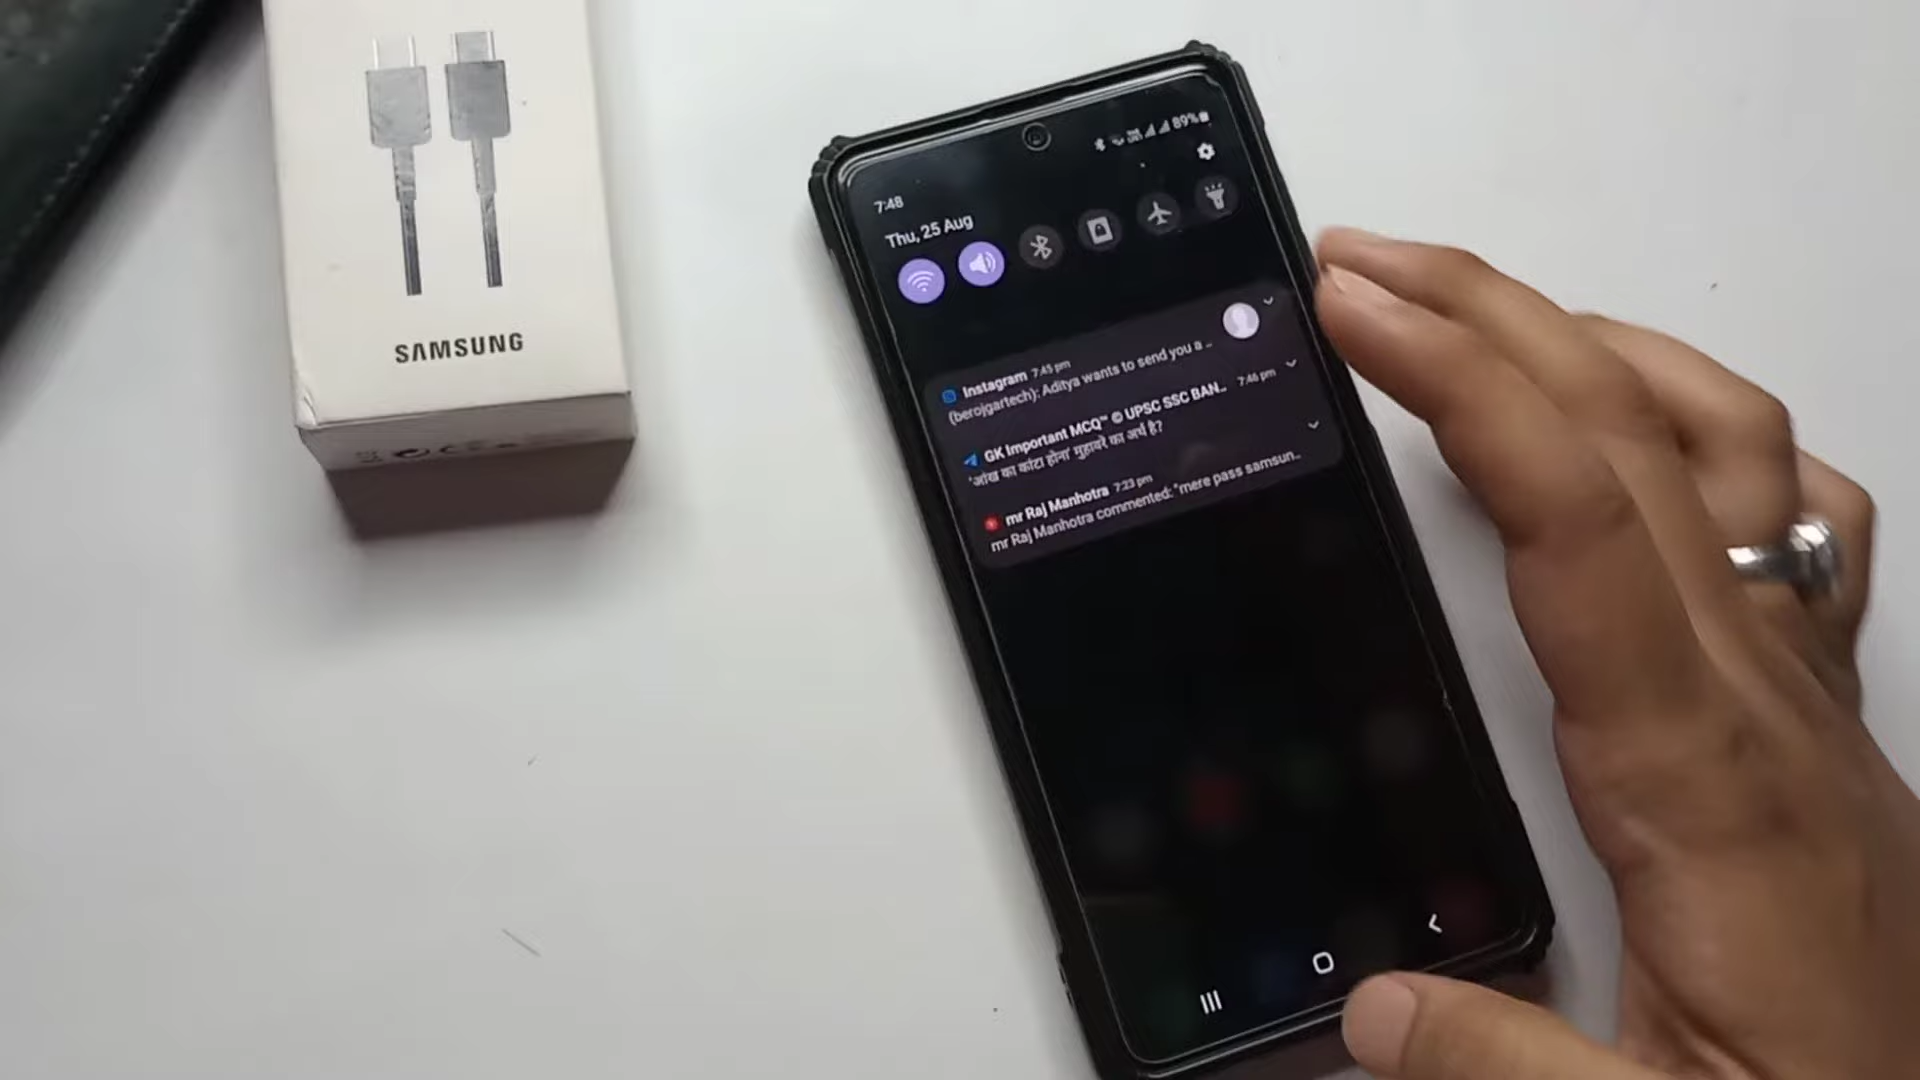 SAMSUNG
89%
7:48
Thu, 25 Aug
Instagram 7:45 pm
(berojgartech): Aditya wants to send you a ..
GK Important MCQ™ © UPSC SSC BAN.. 7:46 pm
'आंख का कांटा होना' मुहावरे का अर्थ है?
mr Raj Manhotra 7:23 pm
mr Raj Manhotra commented: "mere pass samsun..